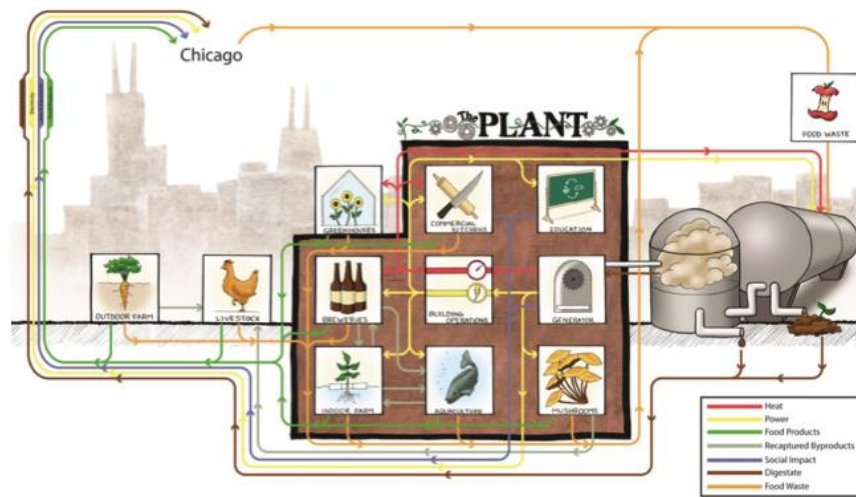 Chicago
The PLANT
FOOD WASTE
GREENHOUSES
COMMERCIAL
KITCHENS
EDUCATION
OUTDOOR FARM
LIVESTOCK
BREWERIES
BUILDING
OPERATIONS
GENERATOR
INDOOR FARM
AQUACULTURE
MUSHROOMS
Heat
Power
Food Products
Recaptured Byproducts
Social Impact
Digestate
Food Waste